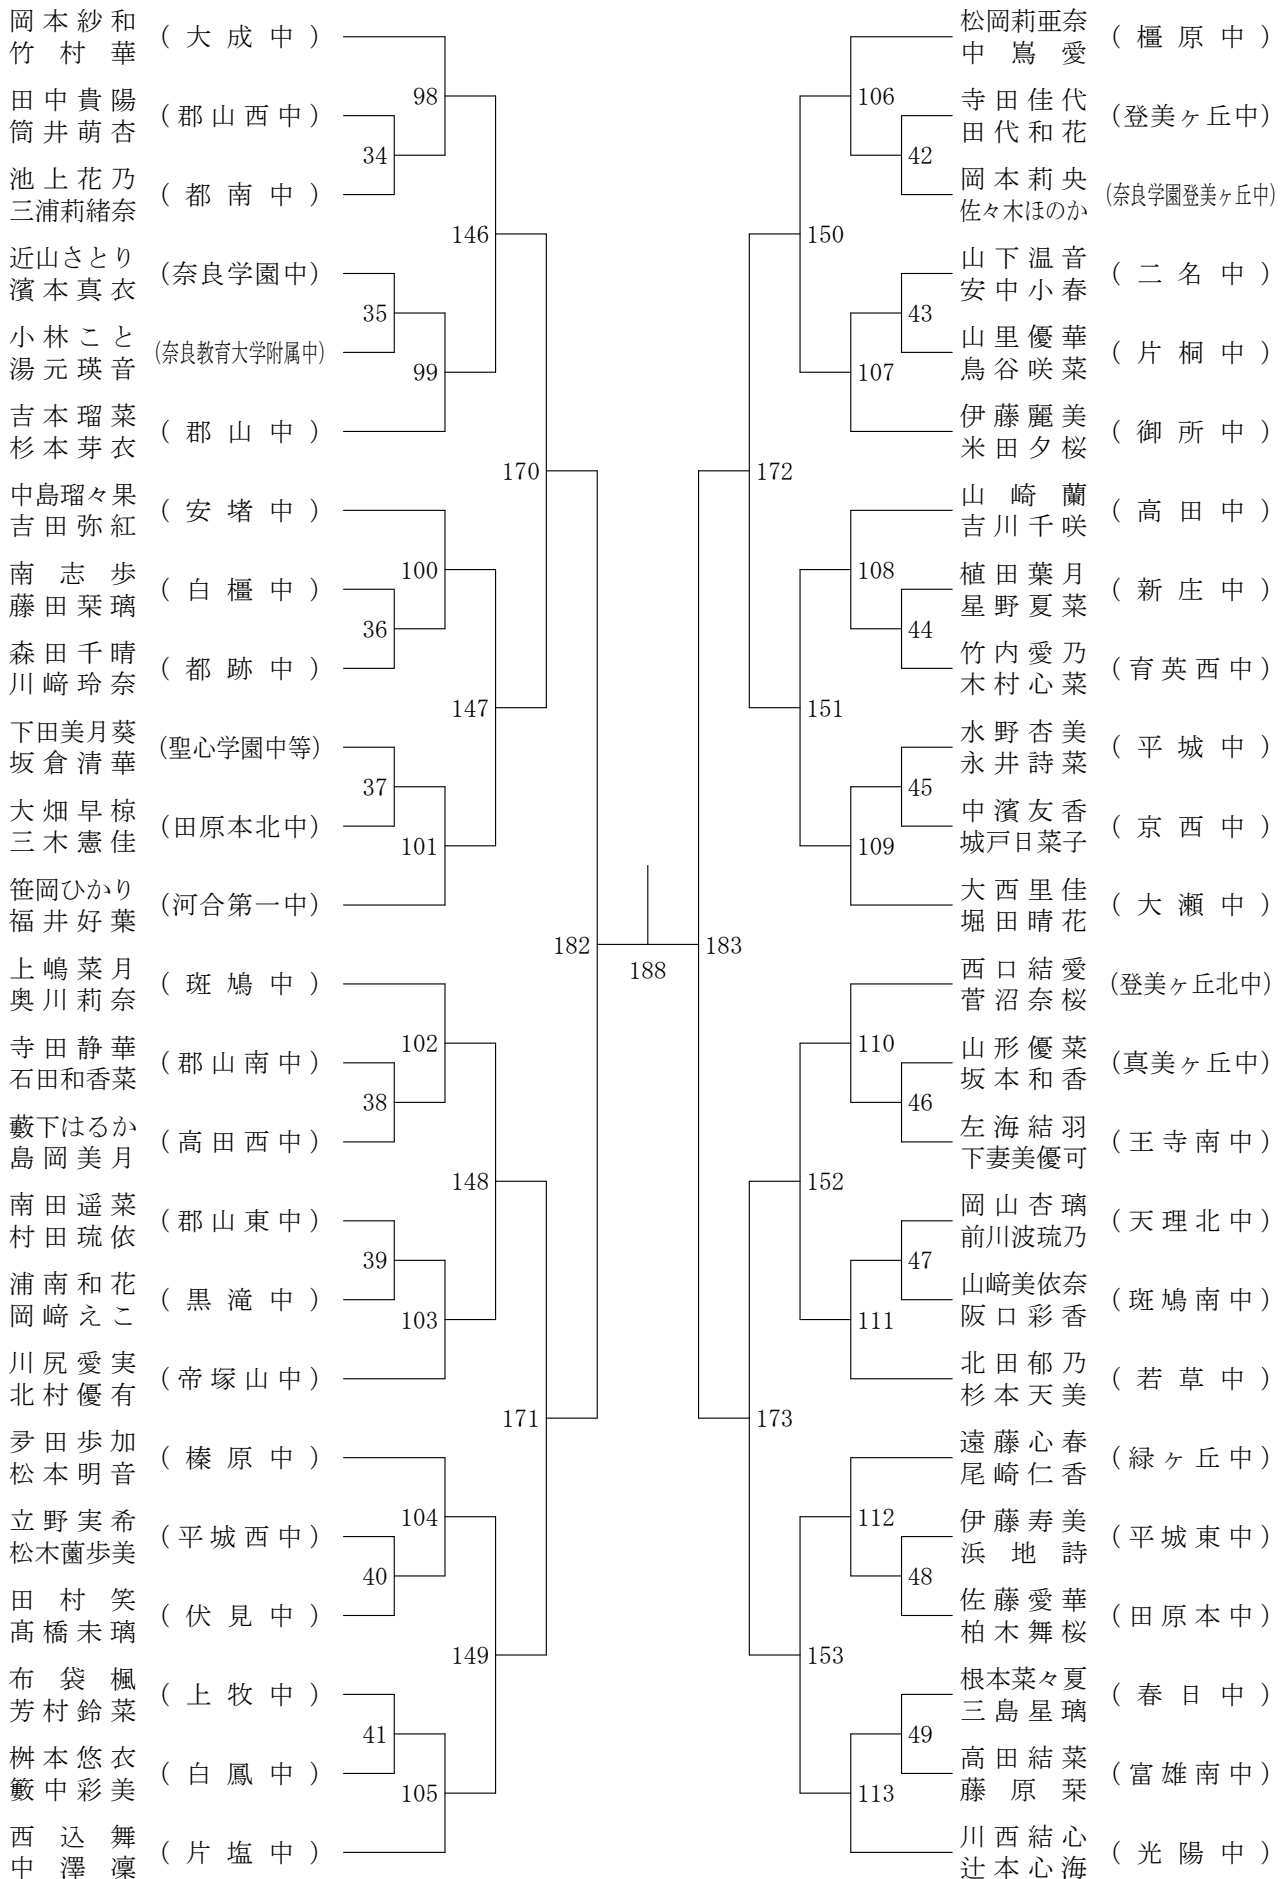 岡本紗和
竹村華
(大成中)
98
田中貴陽
筒井萌杏
(郡山西中)
34
池上花乃
三浦莉緒奈
(都南中)
146
近山さとり
濱本真衣
(奈良学園中)
35
小林こと
湯元瑛音
(奈良教育大学附属中)
99
吉本瑠菜
杉本芽衣
(郡山中)
170
中島瑠々果
吉田弥紅
(安堵中)
100
南志歩
藤田栞璃
(白橿中)
36
森田千晴
川﨑玲奈
(都跡中)
147
下田美月葵
坂倉清華
(聖心学園中等)
37
大畑早椋
三木憲佳
(田原本北中)
101
笹岡ひかり
福井好葉
(河合第一中)
182
上嶋菜月
奥川莉奈
(斑鳩中)
102
寺田静華
石田和香菜
(郡山南中)
38
藪下はるか
島岡美月
(高田西中)
148
南田遥菜
村田琉依
(郡山東中)
39
浦南和花
岡﨑えこ
(黒滝中)
103
川尻愛実
北村優有
(帝塚山中)
171
松本明音
(榛原中)
104
立野実希
松木薗歩美
(平城西中)
40
田村笑
髙橋未璃
(伏見中)
149
布袋楓
芳村鈴菜
(上牧中)
41
桝本悠衣
籔中彩美
(白鳳中)
105
西込舞
中澤凜
(片塩中)
188
松岡莉亜奈
中嶌愛
(橿原中)
106
寺田佳代
田代和花
(登美ヶ丘中)
42
岡本莉央
佐々木ほのか
(奈良学園登美ヶ丘中)
150
山下温音
安中小春
(二名中)
43
山里優華
鳥谷咲菜
(片桐中)
107
伊藤麗美
米田夕桜
(御所中)
172
山崎蘭
吉川千咲
(高田中)
108
植田葉月
星野夏菜
(新庄中)
44
竹内愛乃
木村心菜
(育英西中)
151
水野杏美
永井詩菜
(平城中)
45
中濱友香
城戸日菜子
(京西中)
109
大西里佳
堀田晴花
(大瀬中)
183
西口結愛
菅沼奈桜
(登美ヶ丘北中)
110
山形優菜
坂本和香
(真美ヶ丘中)
46
左海結羽
下妻美優可
(王寺南中)
152
岡山杏璃
前川波琉乃
(天理北中)
47
山﨑美依奈
阪口彩香
(斑鳩南中)
111
北田郁乃
杉本天美
(若草中)
173
遠藤心春
尾崎仁香
(緑ヶ丘中)
112
伊藤寿美
浜地詩
(平城東中)
48
佐藤愛華
柏木舞桜
(田原本中)
153
根本菜々夏
三島星璃
(春日中)
49
高田結菜
藤原栞
(富雄南中)
113
川西結心
辻本心海
(光陽中)